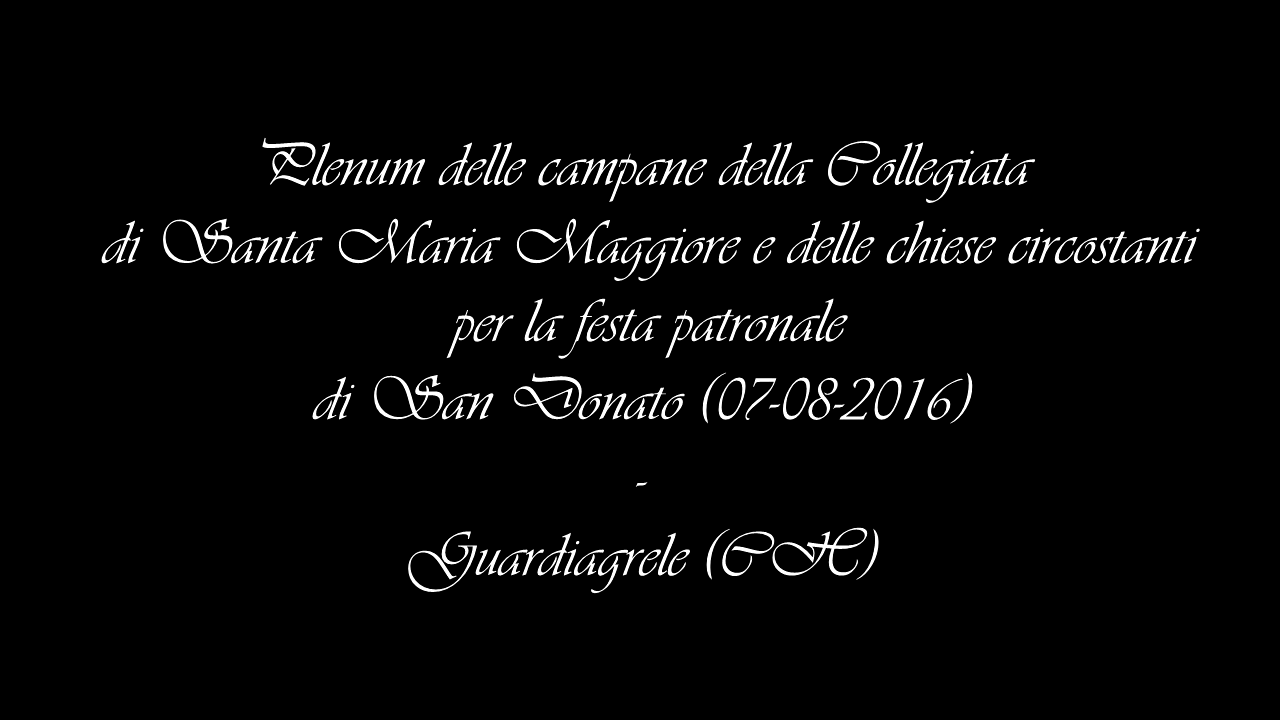 Plenum delle campane della Collegiata
di Santa Maria Maggiore e delle chiese circostanti
per la festa patronale
di San Donato (07-08-2016)
-
Guardiagrele (CH)